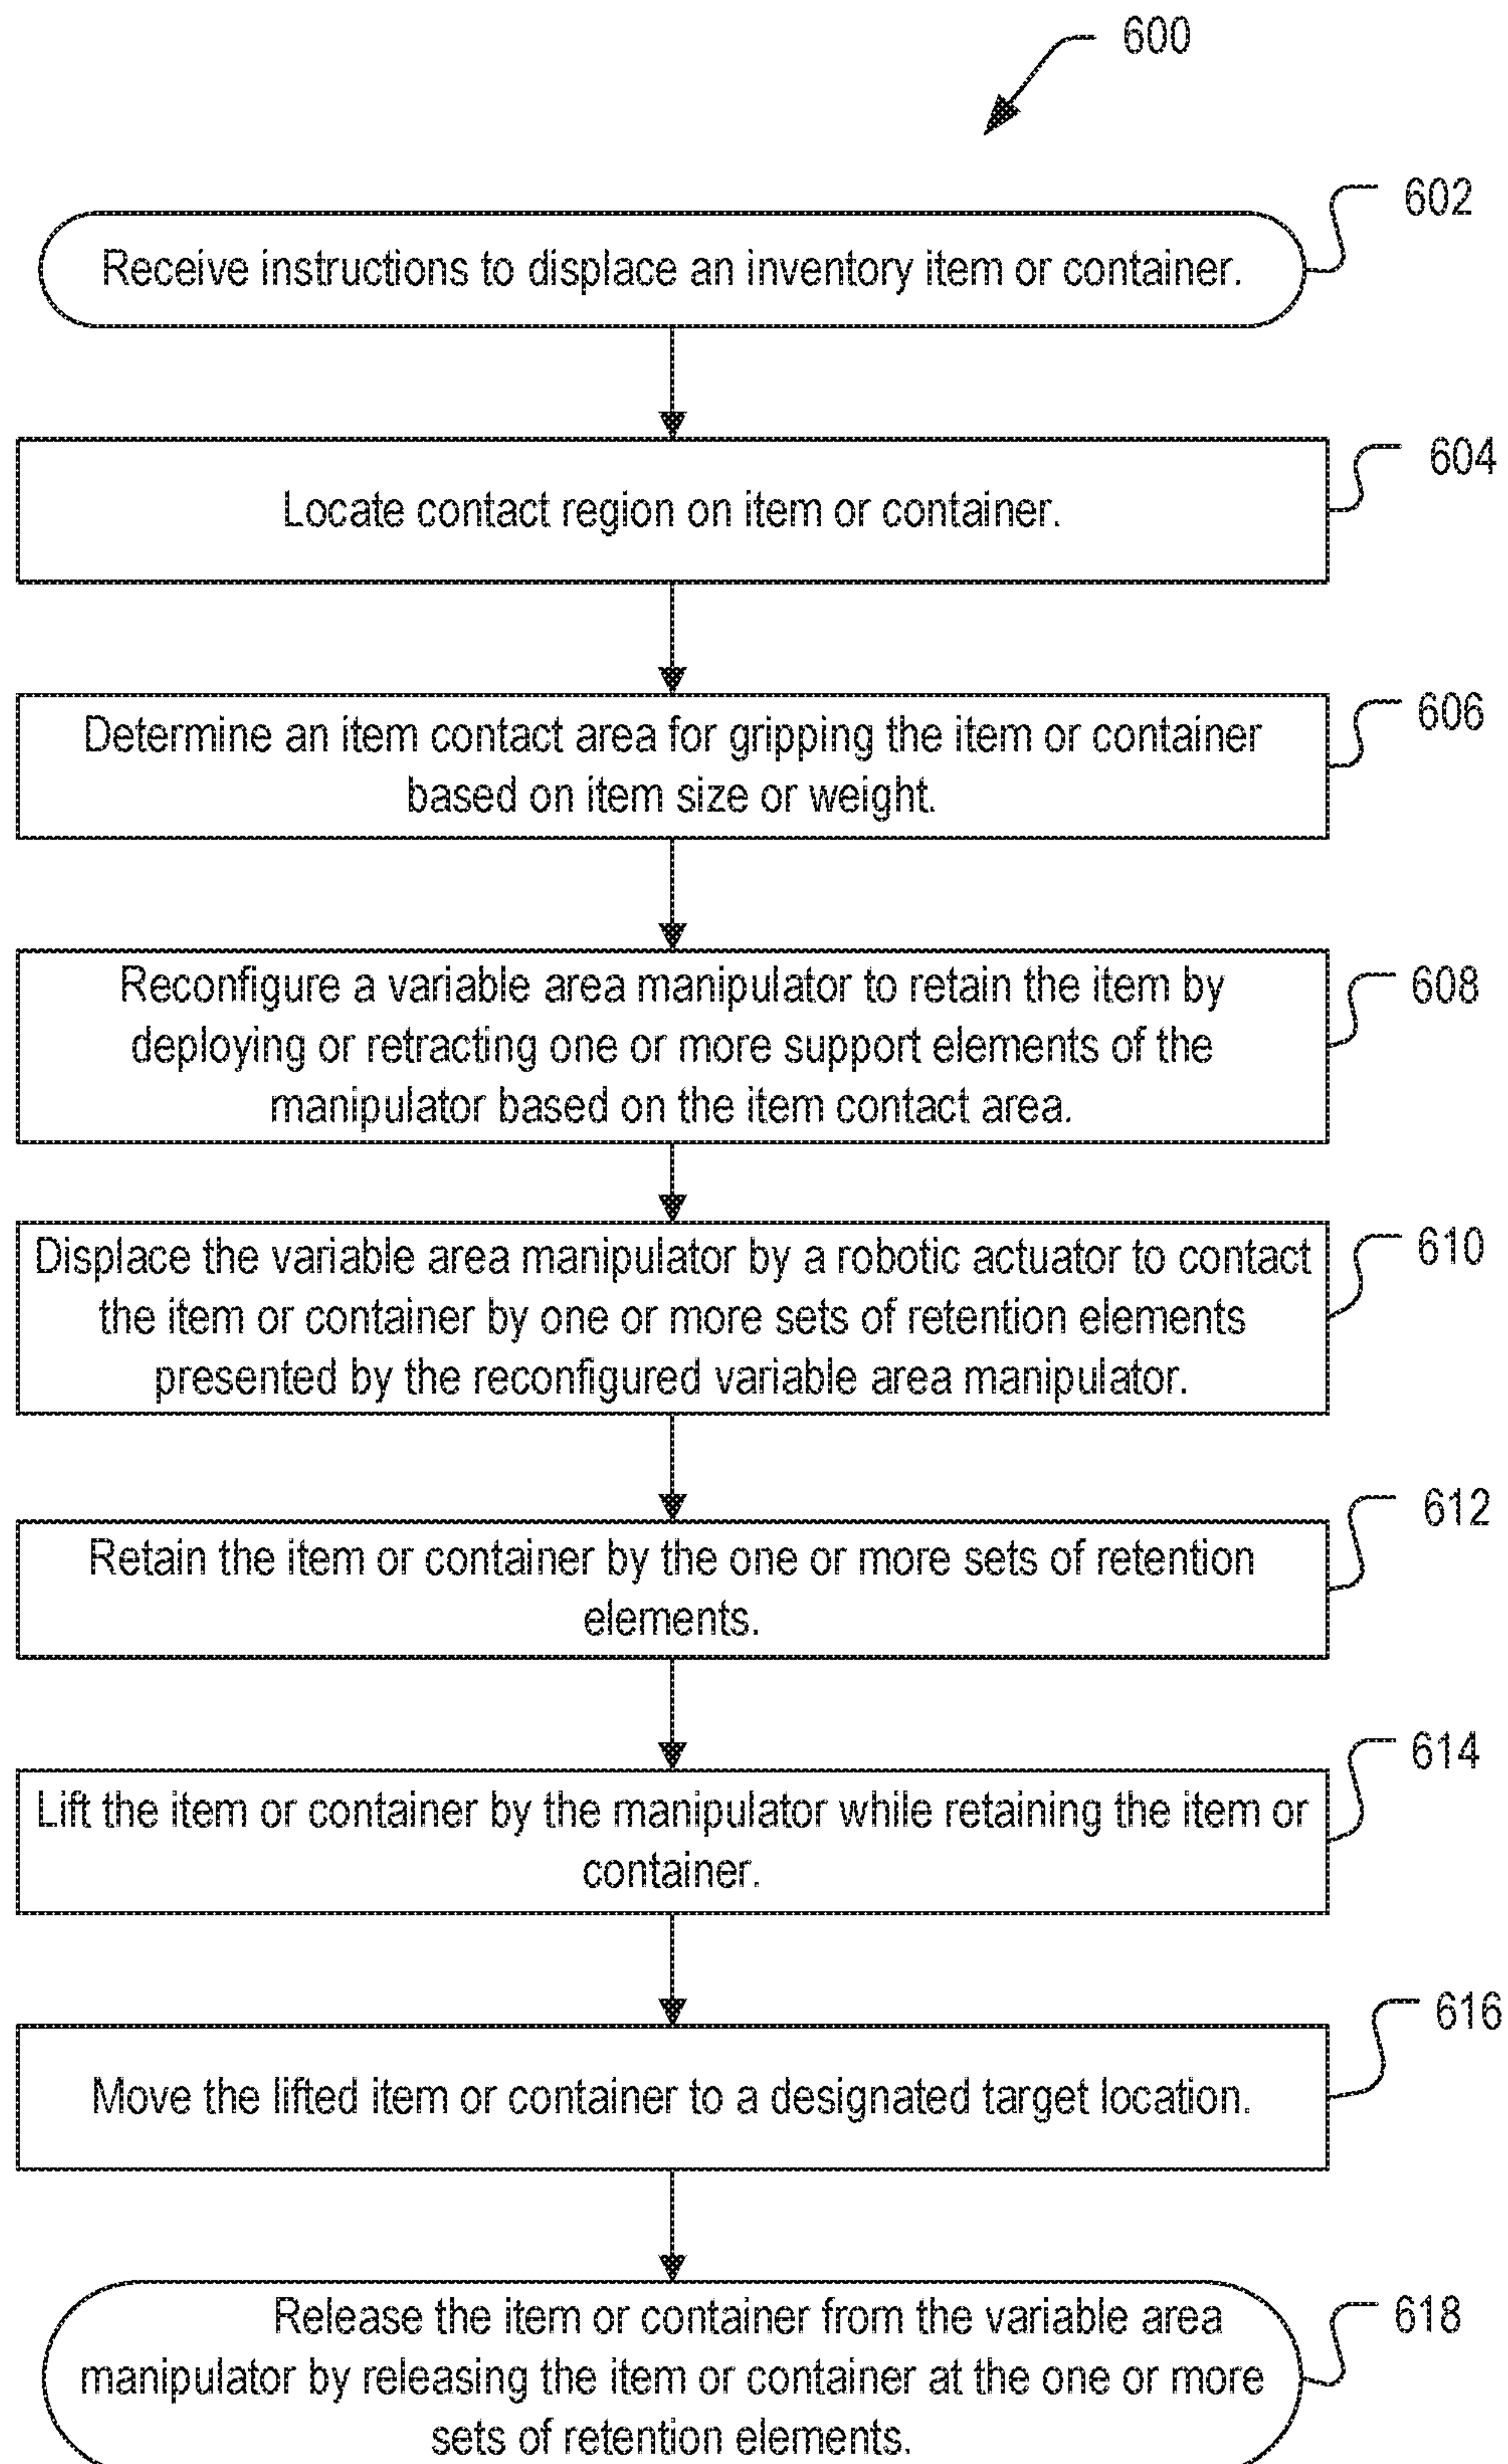 600
602
Receive instructions to displace an inventory item or container.
604
Locate contact region on item or container.
606
Determine an item contact area for gripping the item or container
based on item size or weight.
608
Reconfigure a variable area manipulator to retain the item by
deploying or retracting one or more support elements of the
manipulator based on the item contact area.
610
Displace the variable area manipulator by a robotic actuator to contact
the item or container by one or more sets of retention elements
presented by the reconfigured variable area manipulator.
612
Retain the item or container by the one or more sets of retention
elements.
614
Lift the item or container by the manipulator while retaining the item or
container.
616
Move the lifted item or container to a designated target location.
618
Release the item or container from the variable area
manipulator by releasing the item or container at the one or more
sets of retention elements.